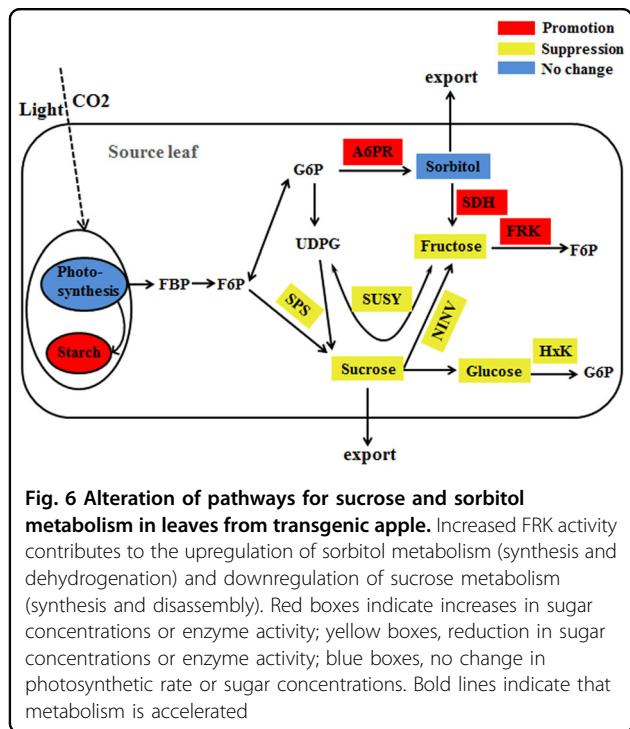 Promotion
Suppression
No change
export
Light CO2
Source leaf
A6PR
G6P
Sorbitol
SDH
FRK
UDPG
Fructose
F6P
Photo-
synthesis
FBP
F6P
SPS
SUSY
NINV
HxK
Starch
Sucrose
Glucose
G6P
export
Fig. 6 Alteration of pathways for sucrose and sorbitol
metabolism in leaves from transgenic apple. Increased FRK activity
contributes to the upregulation of sorbitol metabolism (synthesis and
dehydrogenation) and downregulation of sucrose metabolism
(synthesis and disassembly). Red boxes indicate increases in sugar
concentrations or enzyme activity; yellow boxes, reduction in sugar
concentrations or enzyme activity; blue boxes, no change in
photosynthetic rate or sugar concentrations. Bold lines indicate that
metabolism is accelerated